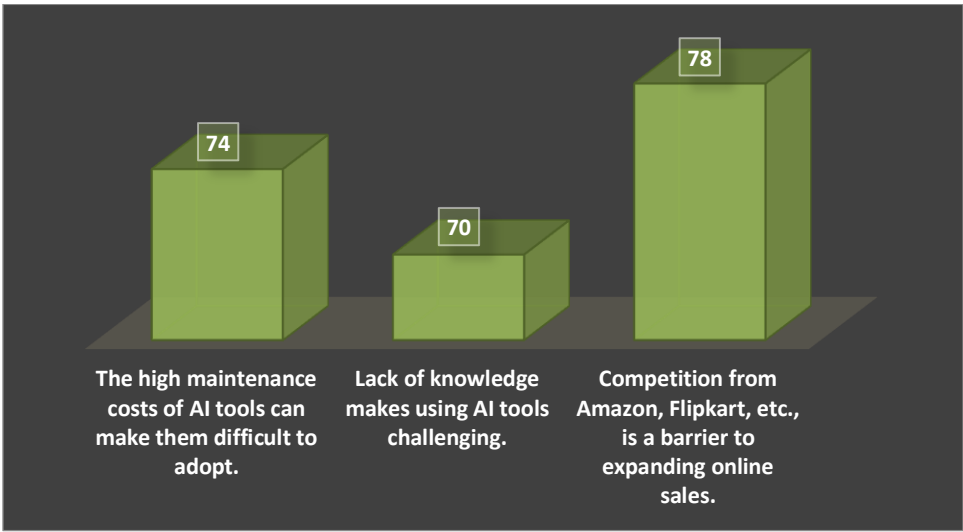 74
70
78
The high maintenance
costs of AI tools can
make them difficult to
adopt.
Lack of knowledge
makes using AI tools
challenging.
Competition from
Amazon, Flipkart, etc.,
is a barrier to
expanding online
sales.